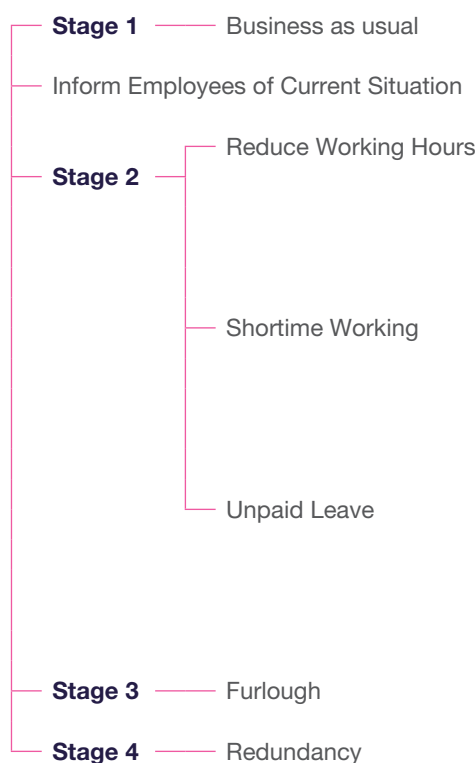 Stage 1 Business as usual
Inform Employees of Current Situation
Reduce Working Hours
Stage 2
Shortime Working
Unpaid Leave
Stage 3 Furlough
Stage 4 Redundancy